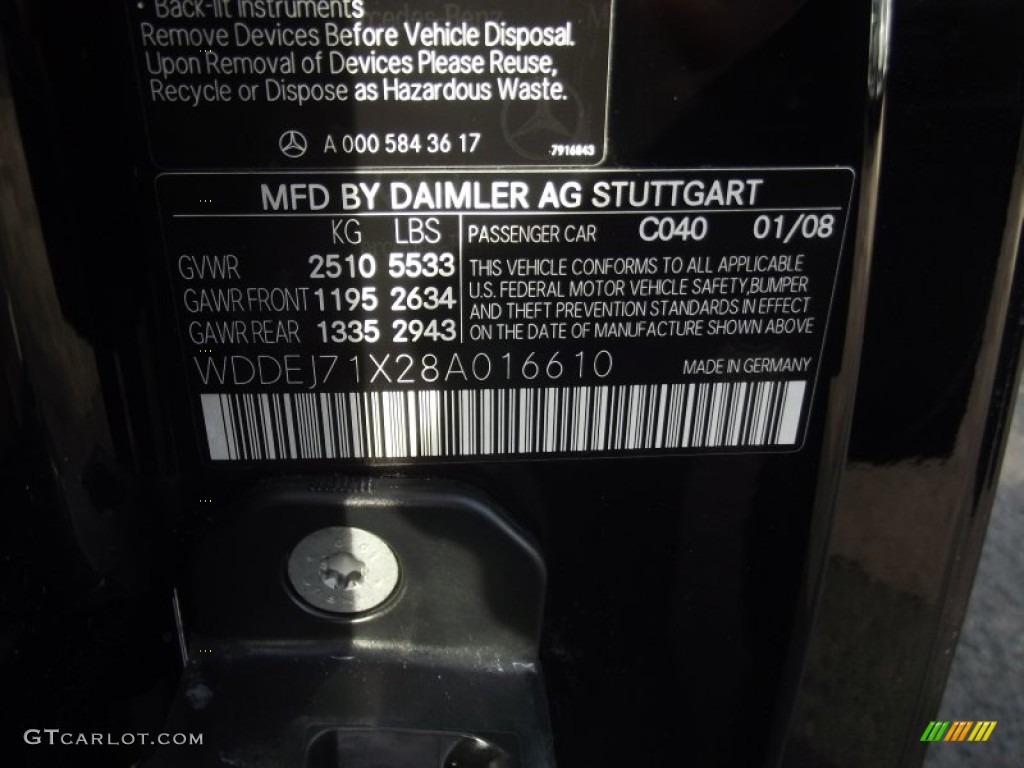 • Back-lit Instruments
Remove Devices Before Vehicle Disposal.
Upon Removal of Devices Please Reuse,
Recycle or Dispose as Hazardous Waste.
A 000 584 36 17
7916843
MFD BY DAIMLER AG STUTTGART
KG LBS
GVWR 2510 5533
GAWR FRONT 1195 2634
GAWR REAR 1335 2943
PASSENGER CAR C040 01/08
THIS VEHICLE CONFORMS TO ALL APPLICABLE
U.S. FEDERAL MOTOR VEHICLE SAFETY,BUMPER
AND THEFT PREVENTION STANDARDS IN EFFECT
ON THE DATE OF MANUFACTURE SHOWN ABOVE
WDDEJ71X28A016610 MADE IN GERMANY
GTCARLOT.COM